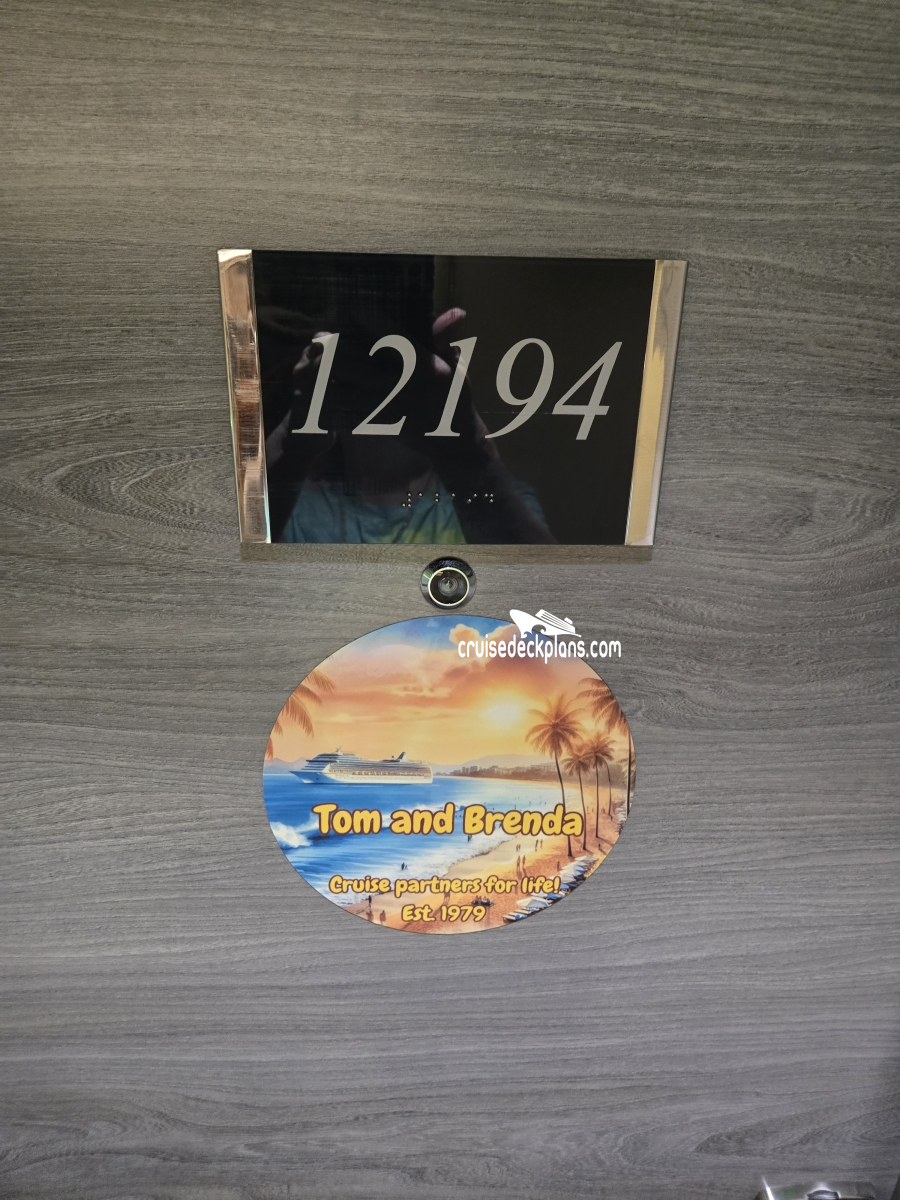 12194
cruisedeckplans.com
Tom and Brenda
Cruise partners for life!
Est. 1979